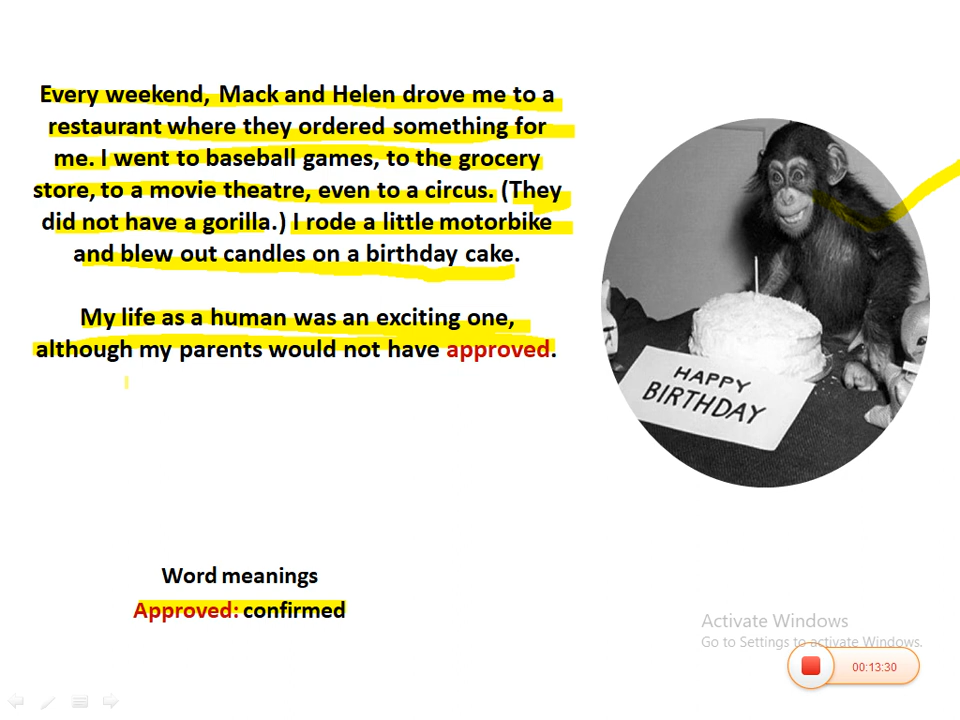 Every weekend, Mack and Helen drove me to a
restaurant where they ordered something for
me. I went to baseball games, to the grocery
store, to a movie theatre, even to a circus. (They
did not have a gorilla.) I rode a little motorbike
and blew out candles on a birthday cake.
My life as a human was an exciting one,
although my parents would not have approved.
HAPPY
BIRTHDAY
Word meanings
Approved: confirmed
Activate Windows
Go to Settings to activate Windows.
00:13:30